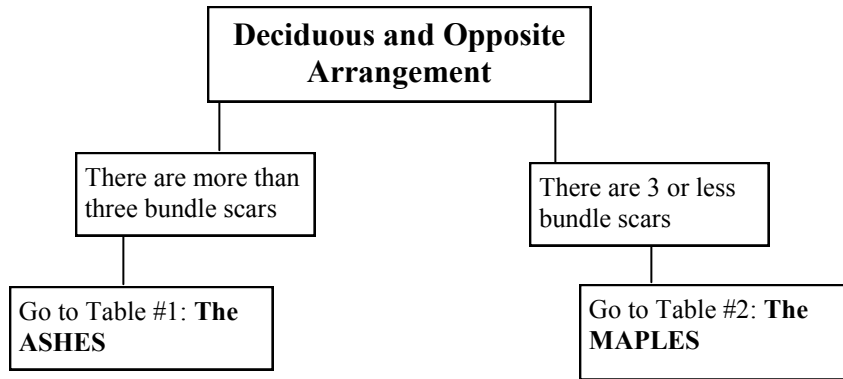 Deciduous and Opposite
Arrangement
There are more than
three bundle scars
There are 3 or less
bundle scars
Go to Table #1: The
ASHES
Go to Table #2: The
MAPLES